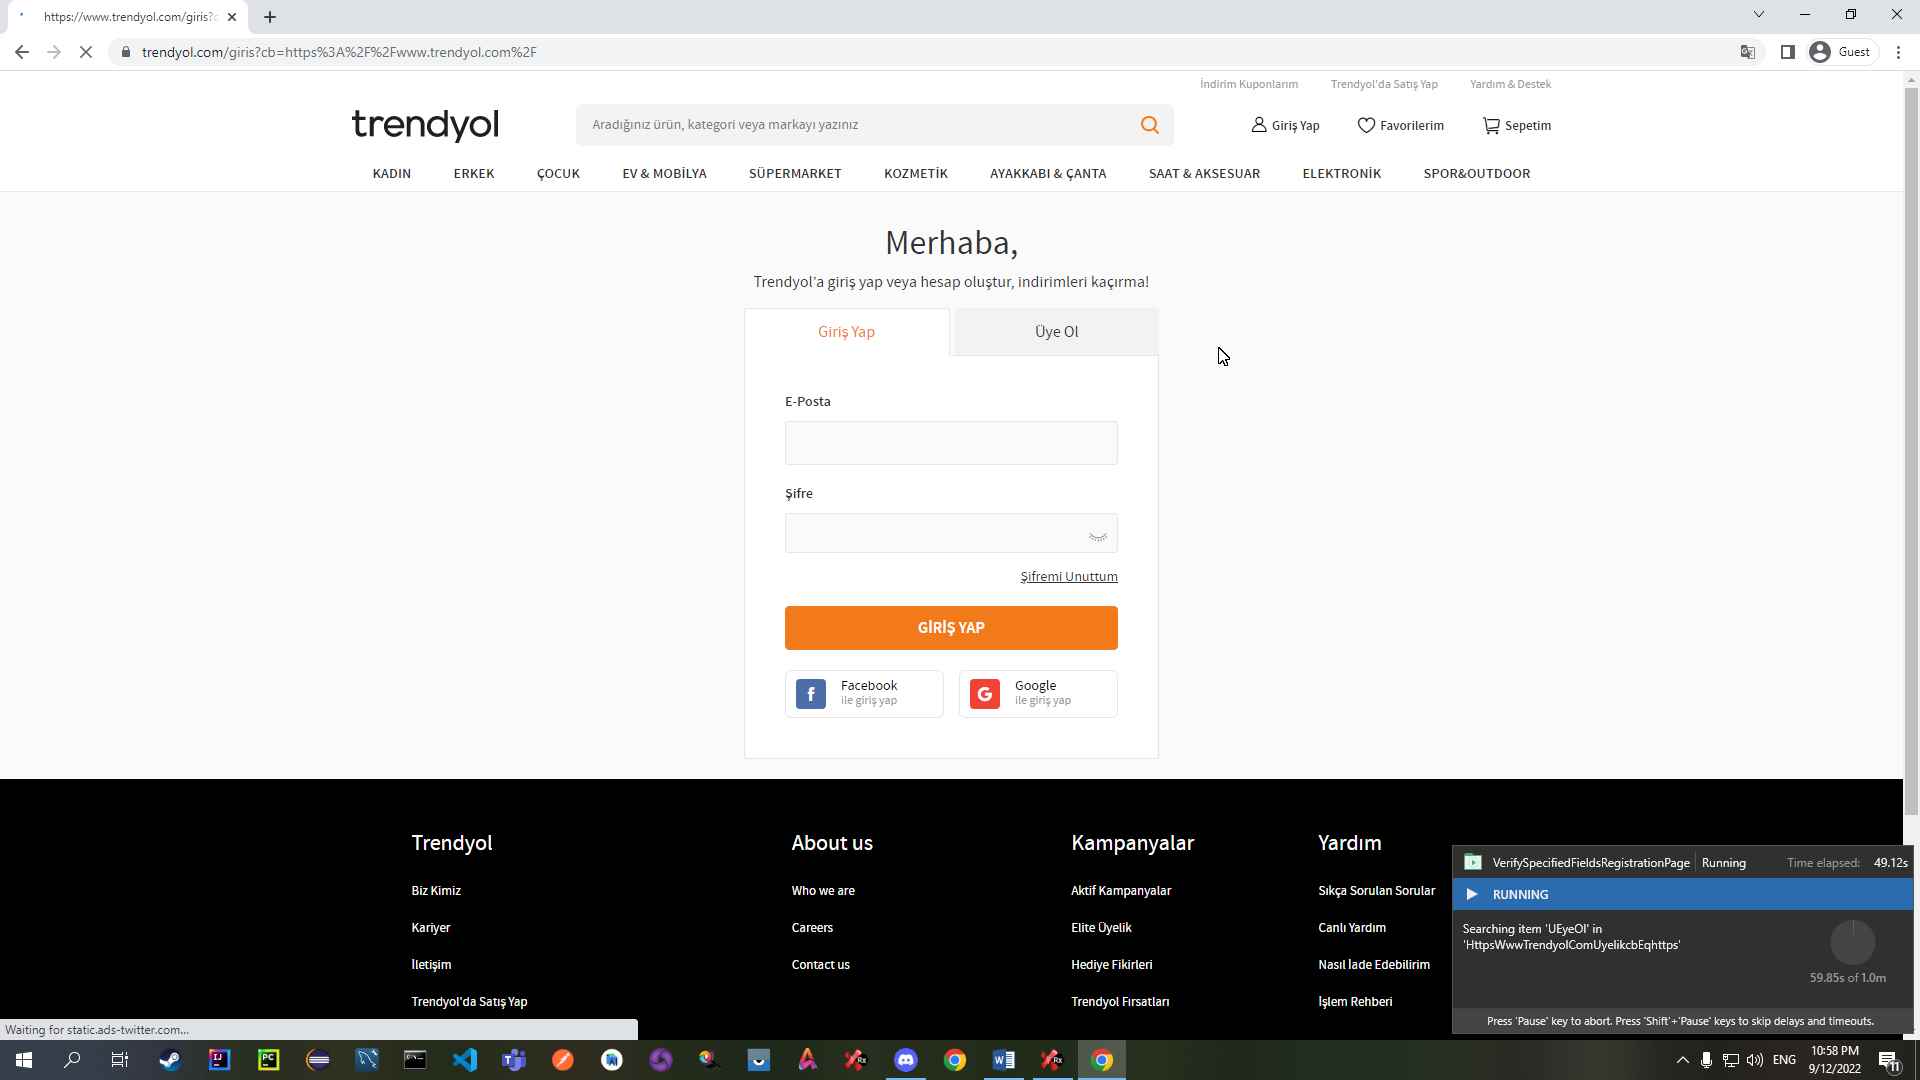 https://www.trendyol.com/giris?c
trendyol.com/giris?cb=https%3A%2F%2Fwww.trendyol.com%2F
Guest
İndirim Kuponlarım
Trendyol'da Satış Yap
Yardım & Destek
trendyol
Aradığınız ürün, kategori veya markayı yazınız
Giriş Yap
Favorilerim
Sepetim
KADIN
ERKEK
ÇOCUK
EV & MOBİLYA
SÜPERMARKET
KOZMETİK
AYAKKABI & ÇANTA
SAAT & AKSESUAR
ELEKTRONİK
SPOR&OUTDOOR
Merhaba,
Trendyol'a giriş yap veya hesap oluştur, indirimleri kaçırma!
Giriş Yap
Üye Ol
E-Posta
Şifre
Şifremi Unuttum
GİRİŞ YAP
f
Facebook
ile giriş yap
G
Google
ile giriş yap
Trendyol
Biz Kimiz
Kariyer
İletişim
Trendyol'da Satış Yap
About us
Who we are
Careers
Contact us
Kampanyalar
Aktif Kampanyalar
Elite Üyelik
Hediye Fikirleri
Trendyol Fırsatları
Yardım
Sıkça Sorulan Sorular
Canlı Yardım
Nasıl İade Edebilirim
İşlem Rehberi
VerifySpecifiedFieldsRegistrationPage
Running
Time elapsed: 49.12s
RUNNING
Searching item 'UEyeOl' in
'HttpsWwwTrendyolComUyelikcbEqhttps'
59.85s of 1.0m
Press 'Pause' key to abort. Press 'Shift'+'Pause' keys to skip delays and timeouts.
Waiting for static.ads-twitter.com...
ENG
10:58 PM
9/12/2022
11